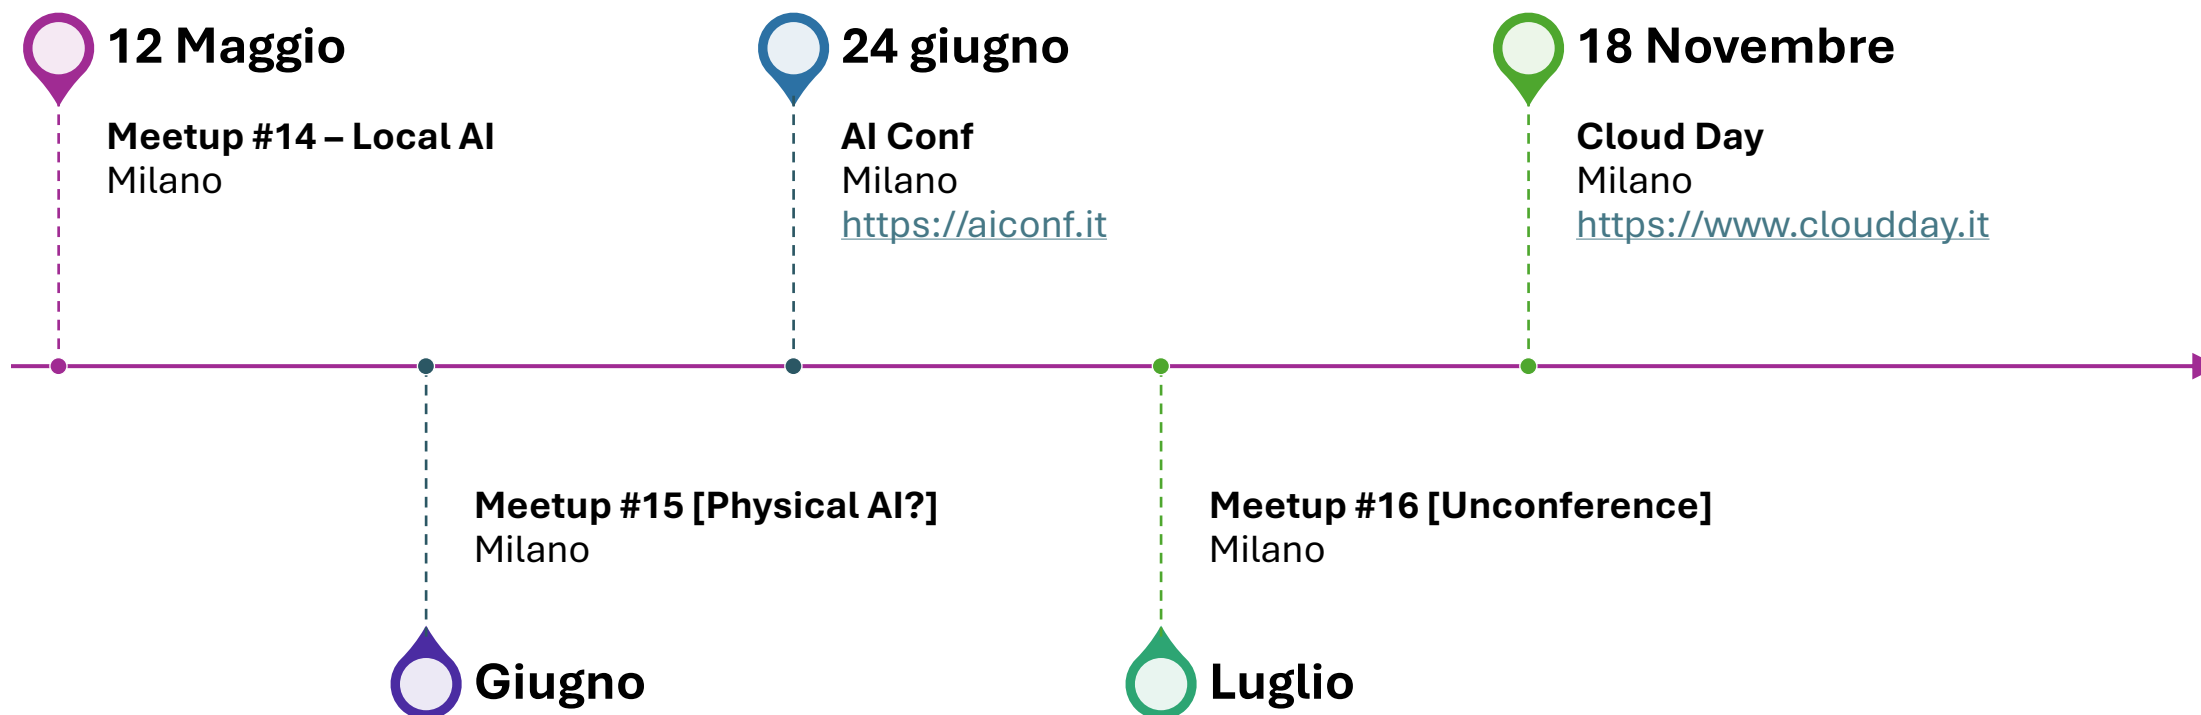 12 Maggio
Meetup #14 – Local AI
Milano
24 giugno
AI Conf
Milano
https://aiconf.it
18 Novembre
Cloud Day
Milano
https://www.cloudday.it
Meetup #15 [Physical AI?]
Milano
Giugno
Meetup #16 [Unconference]
Milano
Luglio